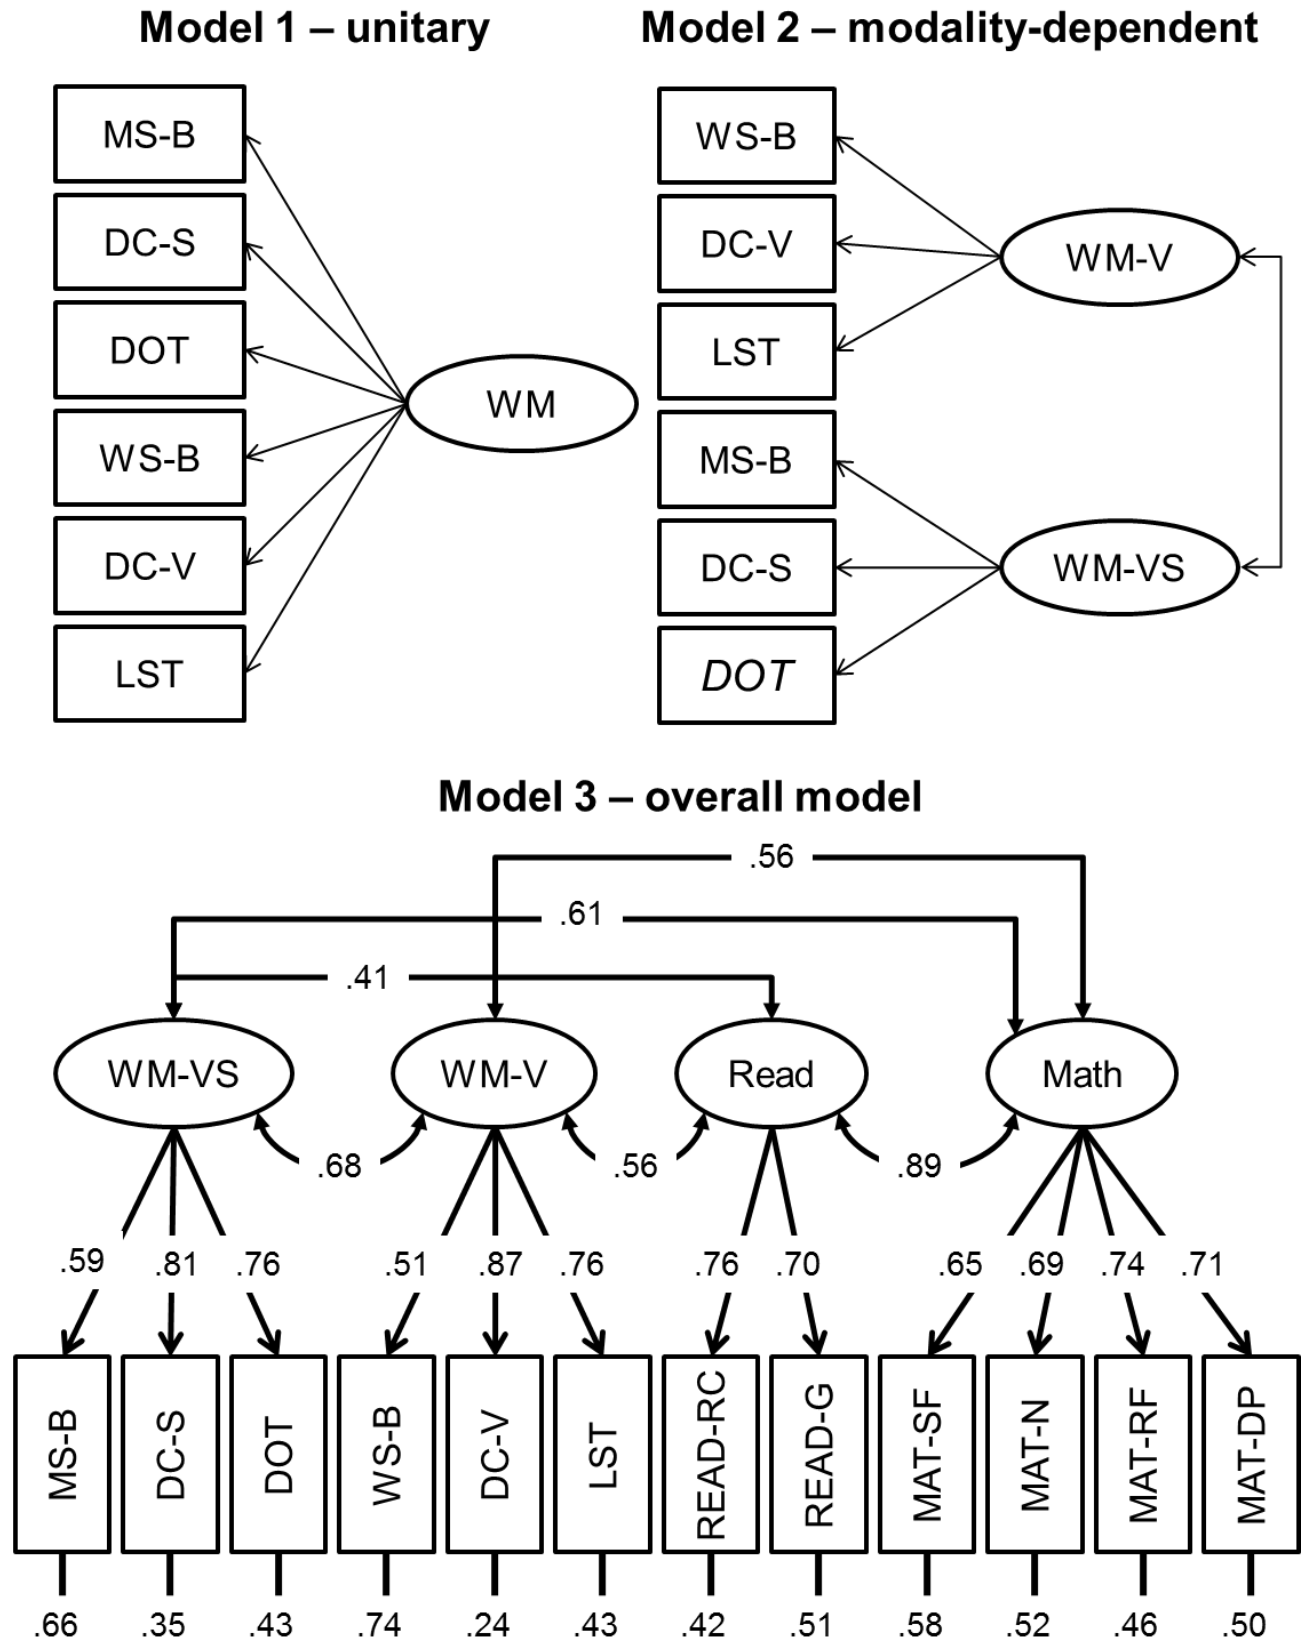 Model 1 – unitary
MS-B
DC-S
DOT
WS-B
DC-V
LST
WM
Model 2 – modality-dependent
WS-B
DC-V
LST
MS-B
DC-S
DOT
WM-V
WM-VS
Model 3 – overall model
.56
.61
.41
WM-VS WM-V Read Math
.68 .56 .89
.59 .81 .76 .51 .87 .76 .76 .70 .65 .69 .74 .71
MS-B
DC-S
DOT
WS-B
DC-V
LST
READ-RC
READ-G
MAT-SF
MAT-N
MAT-RF
MAT-DP
.66 .35 .43 .74 .24 .43 .42 .51 .58 .52 .46 .50